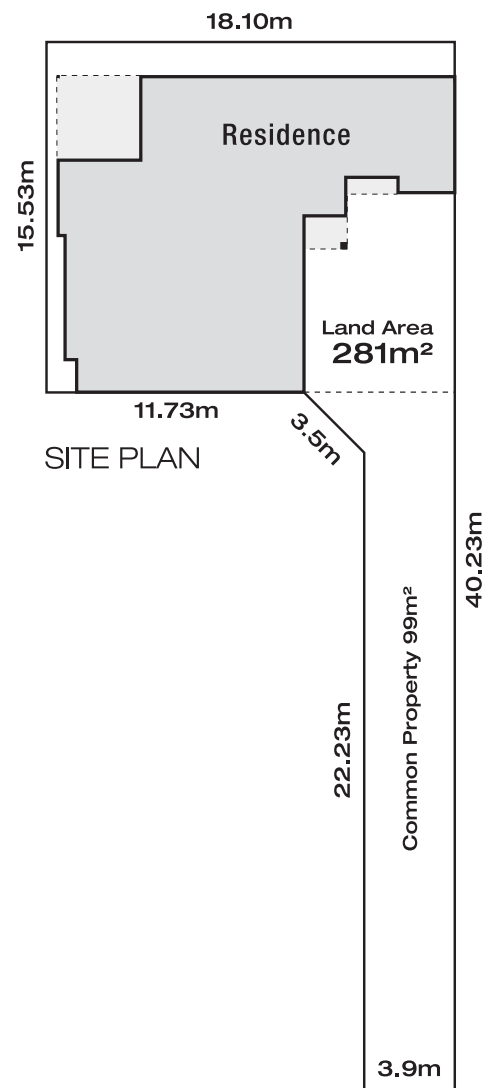 18.10m
Residence
15.53m
Land Area
281m²
11.73m
3.5m
SITE PLAN
40.23m
Common Property 99m²
22.23m
3.9m